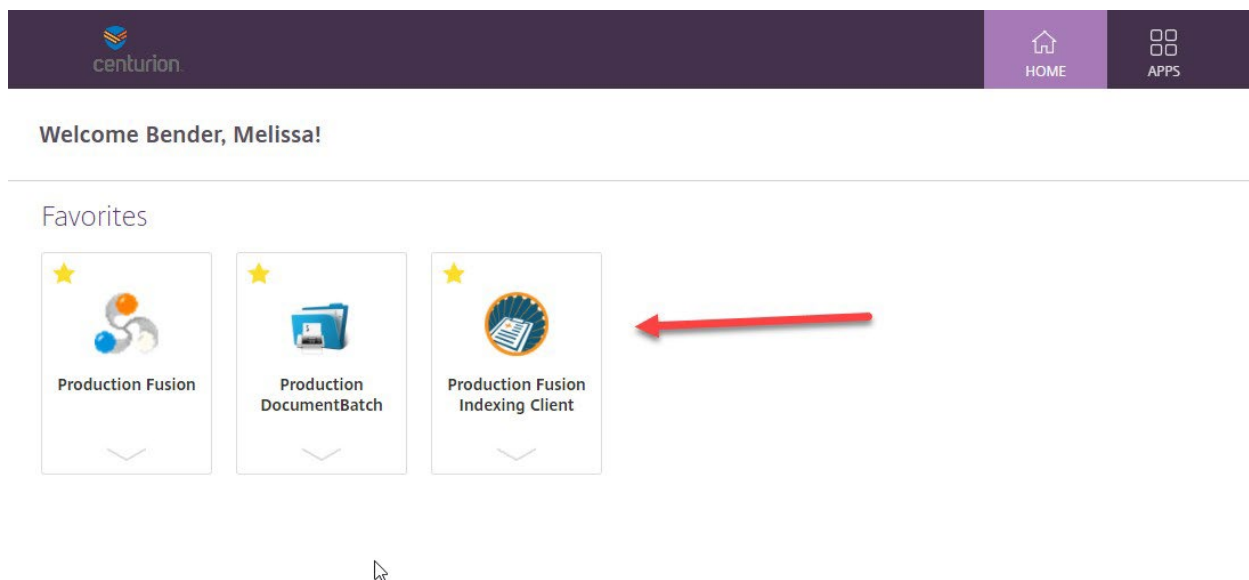 centurion.
HOME
APPS
Welcome Bender, Melissa!
Favorites
Production Fusion
Production
DocumentBatch
Production Fusion
Indexing Client